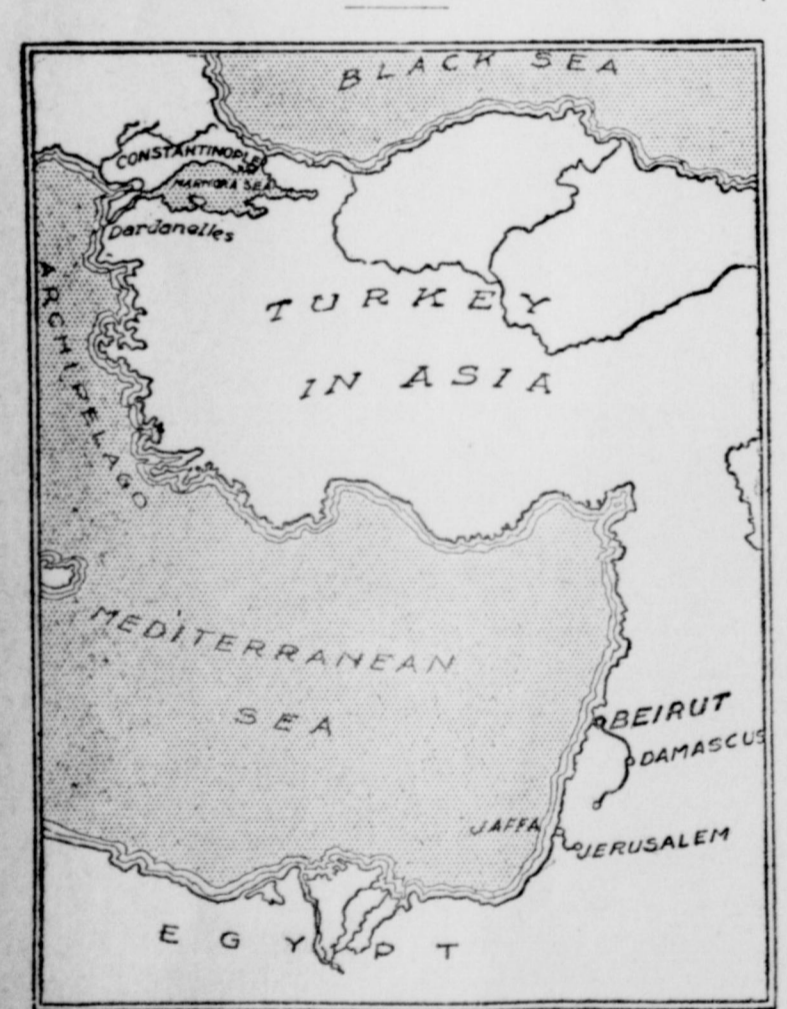 BLACK SEA
CONSTANTINOPLE
MARMORA SEA
Dardanelles
ARCHIPELAGO
TURKEY
IN ASIA
MEDITERRANEAN
SEA
BEIRUT
DAMASCUS
JAFFA
JERUSALEM
EGYPT